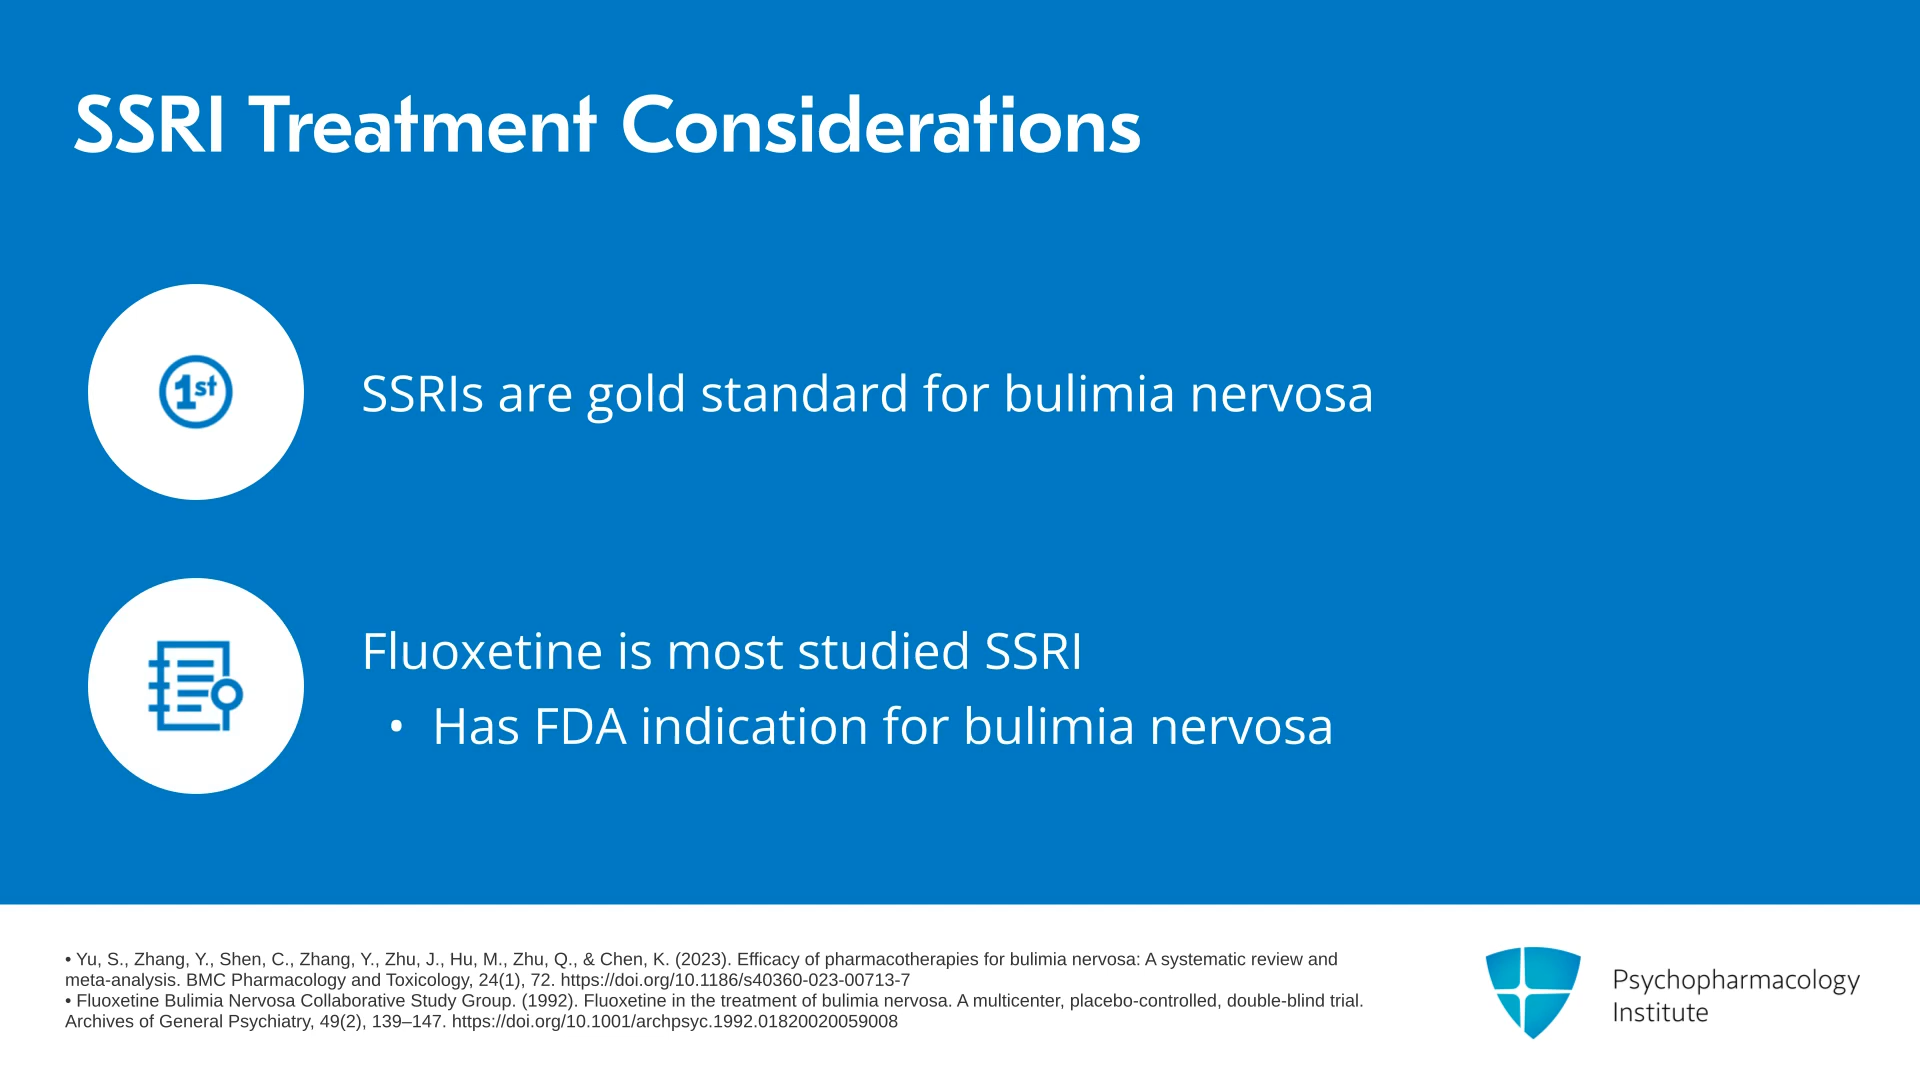 SSRI Treatment Considerations
1st
SSRIs are gold standard for bulimia nervosa
Fluoxetine is most studied SSRI
• Has FDA indication for bulimia nervosa
• Yu, S., Zhang, Y., Shen, C., Zhang, Y., Zhu, J., Hu, M., Zhu, Q., & Chen, K. (2023). Efficacy of pharmacotherapies for bulimia nervosa: A systematic review and
meta-analysis. BMC Pharmacology and Toxicology, 24(1), 72. https://doi.org/10.1186/s40360-023-00713-7
• Fluoxetine Bulimia Nervosa Collaborative Study Group. (1992). Fluoxetine in the treatment of bulimia nervosa. A multicenter, placebo-controlled, double-blind trial.
Archives of General Psychiatry, 49(2), 139–147. https://doi.org/10.1001/archpsyc.1992.01820020059008
Psychopharmacology
Institute